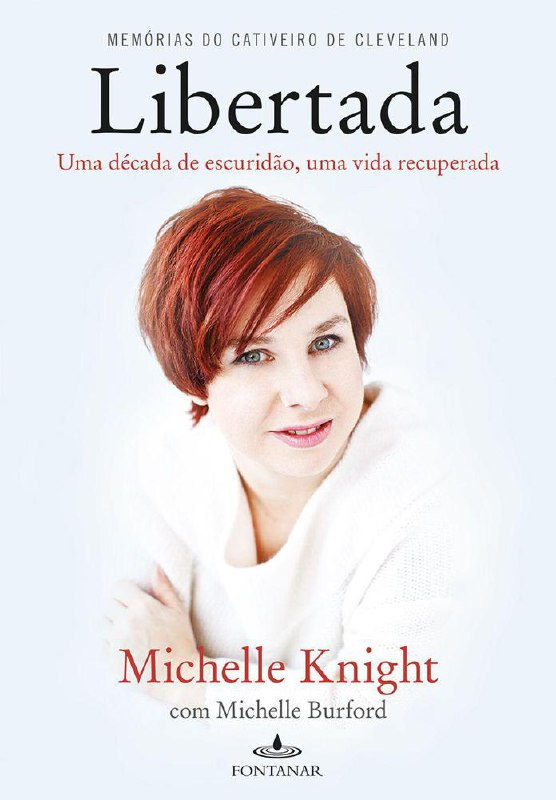 MEMÓRIAS DO CATIVEIRO DE CLEVELAND
Libertada
Uma década de escuridão, uma vida recuperada
Michelle Knight
com Michelle Burford
FONTANAR